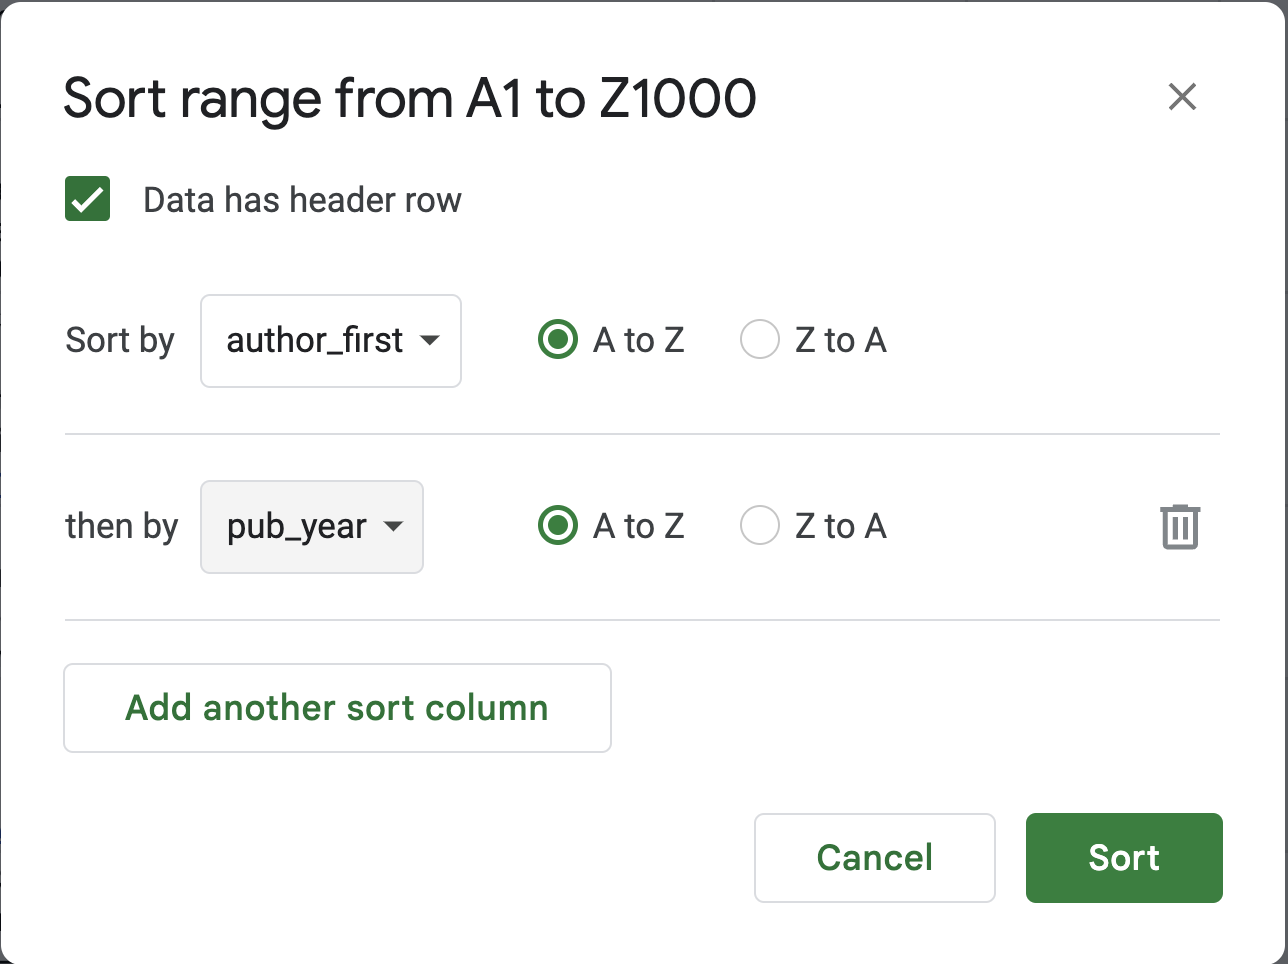 Sort range from A1 to Z1000
Data has header row
Sort by author_first A to Z Z to A
then by pub_year A to Z Z to A
Add another sort column
Cancel Sort